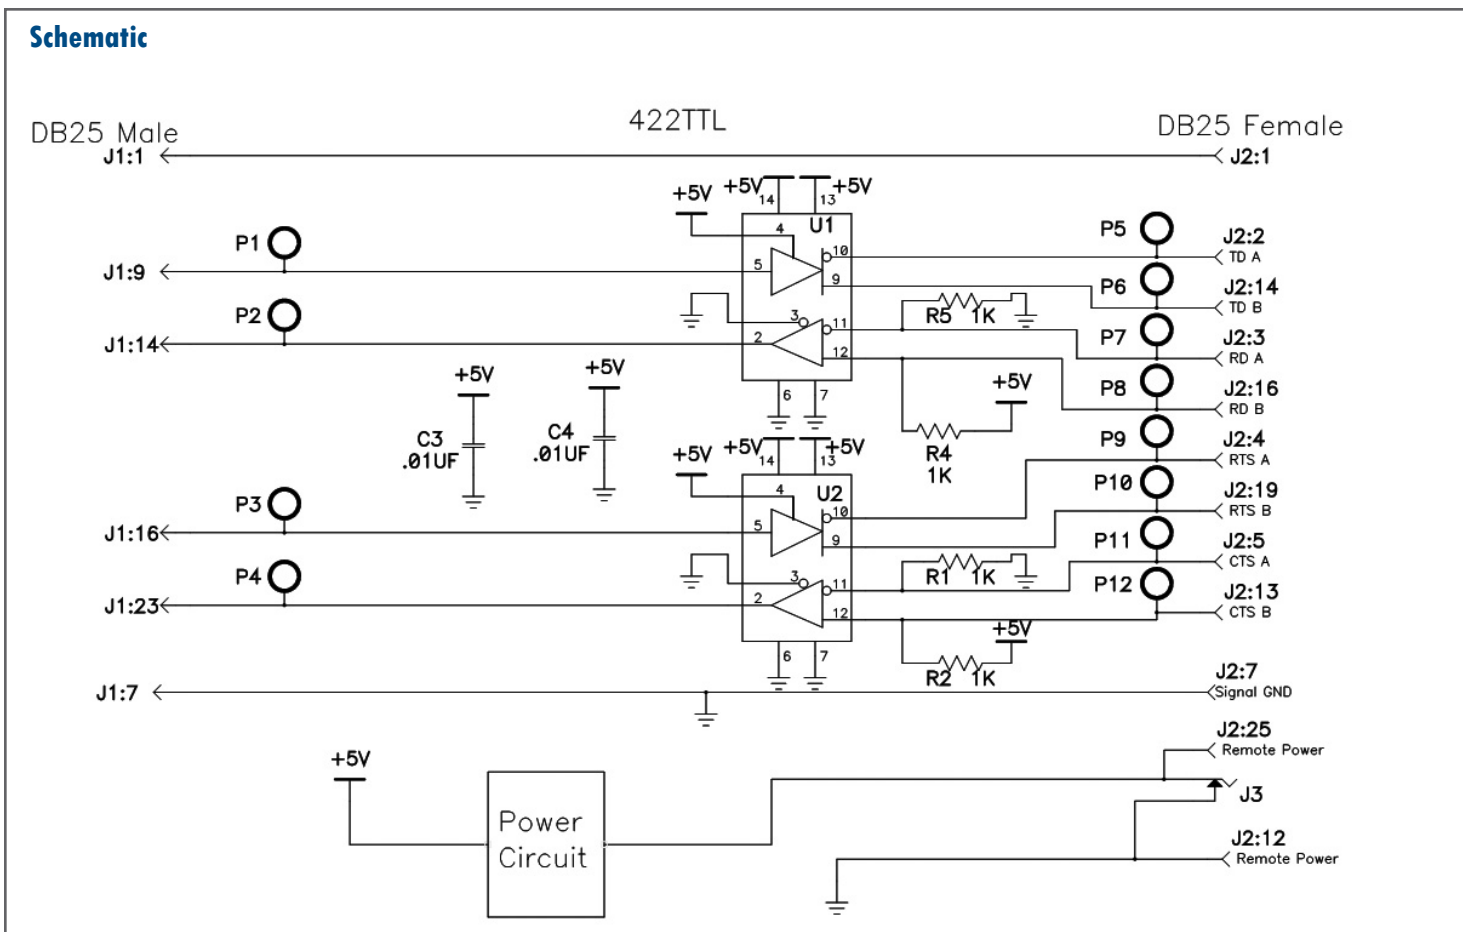 Schematic
422TTL
DB25 Male
DB25 Female
J1:1
J2:1
+5V
+5V
+5V
14
13
U1
4
P1
P5
J2:2
10
TD A
J1:9
5
9
P6
J2:14
TD B
P2
3
11
R5 1K
P7
J2:3
J1:14
2
12
RD A
+5V
+5V
+5V
P8
J2:16
6
7
RD B
C3
.01UF
C4
.01UF
R4
1K
P9
J2:4
RTS A
+5V
+5V
+5V
14
13
U2
4
P3
10
P10
J2:19
RTS B
J1:16
5
9
P11
J2:5
CTS A
P4
3
11
R1 1K
P12
J2:13
CTS B
J1:23
2
12
+5V
6
7
R2 1K
J1:7
J2:7
Signal GND
J2:25
Remote Power
+5V
J3
Power
Circuit
J2:12
Remote Power